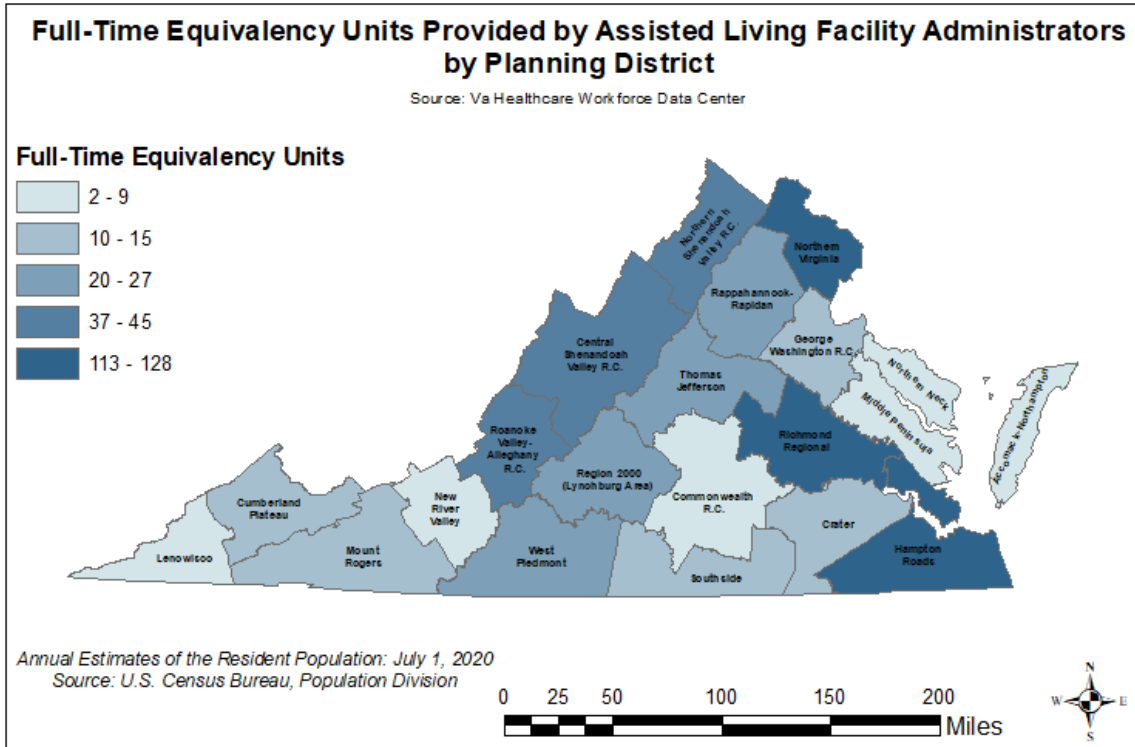 Full-Time Equivalency Units Provided by Assisted Living Facility Administrators
by Planning District
Source: Va Healthcare Workforce Data Center
Full-Time Equivalency Units
2 - 9
10 - 15
20 - 27
37 - 45
113 - 128
Northern
Shenandoah
Valley R.C.
Northern
Virginia
Rappahannock-
Rapidan
Central
Shenandoah
Valley R.C.
George
Washington R.C.
Northern Neck
Middle Peninsula
Accomack-Northampton
Thomas
Jefferson
Roanoke
Valley-
Alleghany
R.C.
Richmond
Regional
Region 2000
(Lynchburg Area)
New
River
Valley
Commonwealth
R.C.
Cumberland
Plateau
Crater
Lenowisco
Mount
Rogers
West
Piedmont
Southside
Hampton
Roads
Annual Estimates of the Resident Population: July 1, 2020
Source: U.S. Census Bureau, Population Division
0 25 50 100 150 200
Miles
N
W E
S